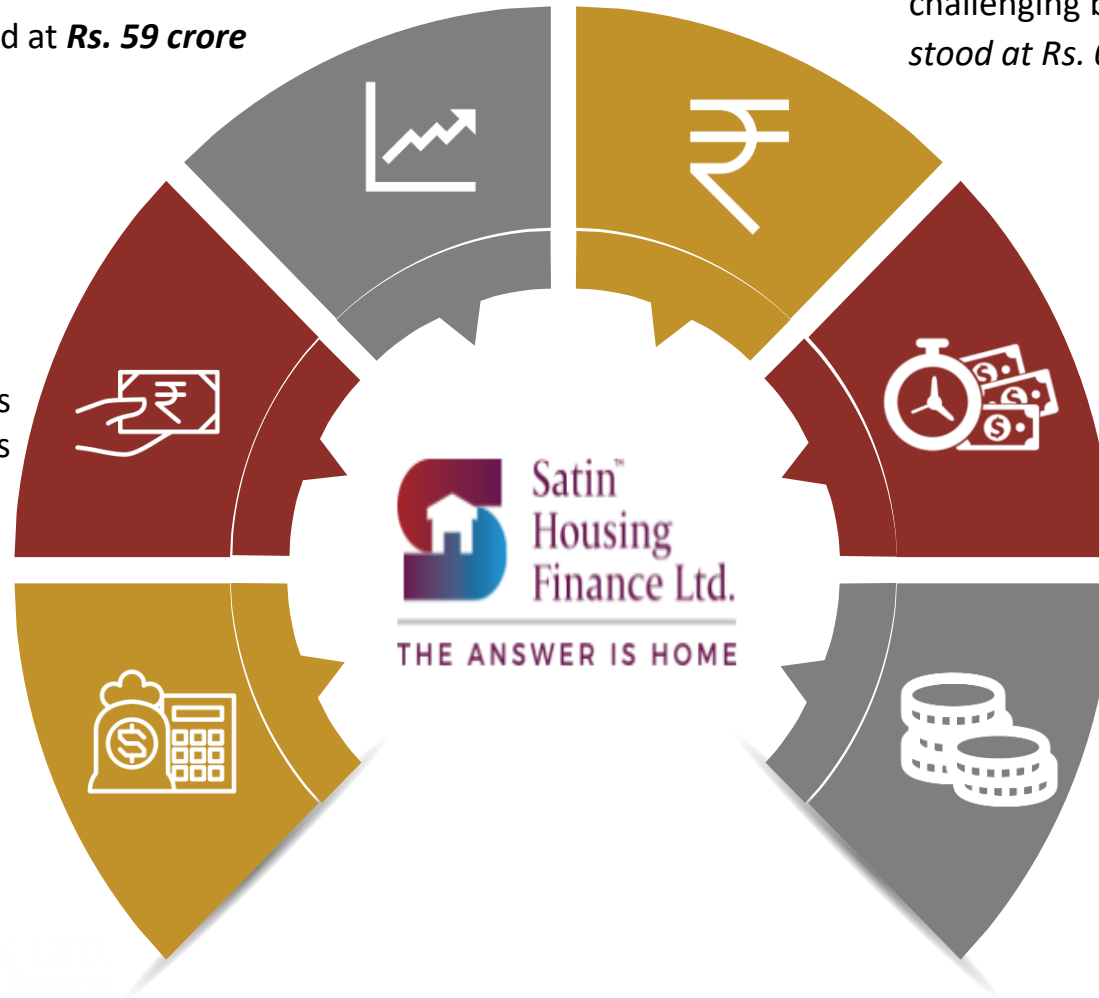 d at Rs. 59 crore
challenging b
stood at Rs.
s
s
Satin™
Housing
Finance Ltd.
THE ANSWER IS HOME